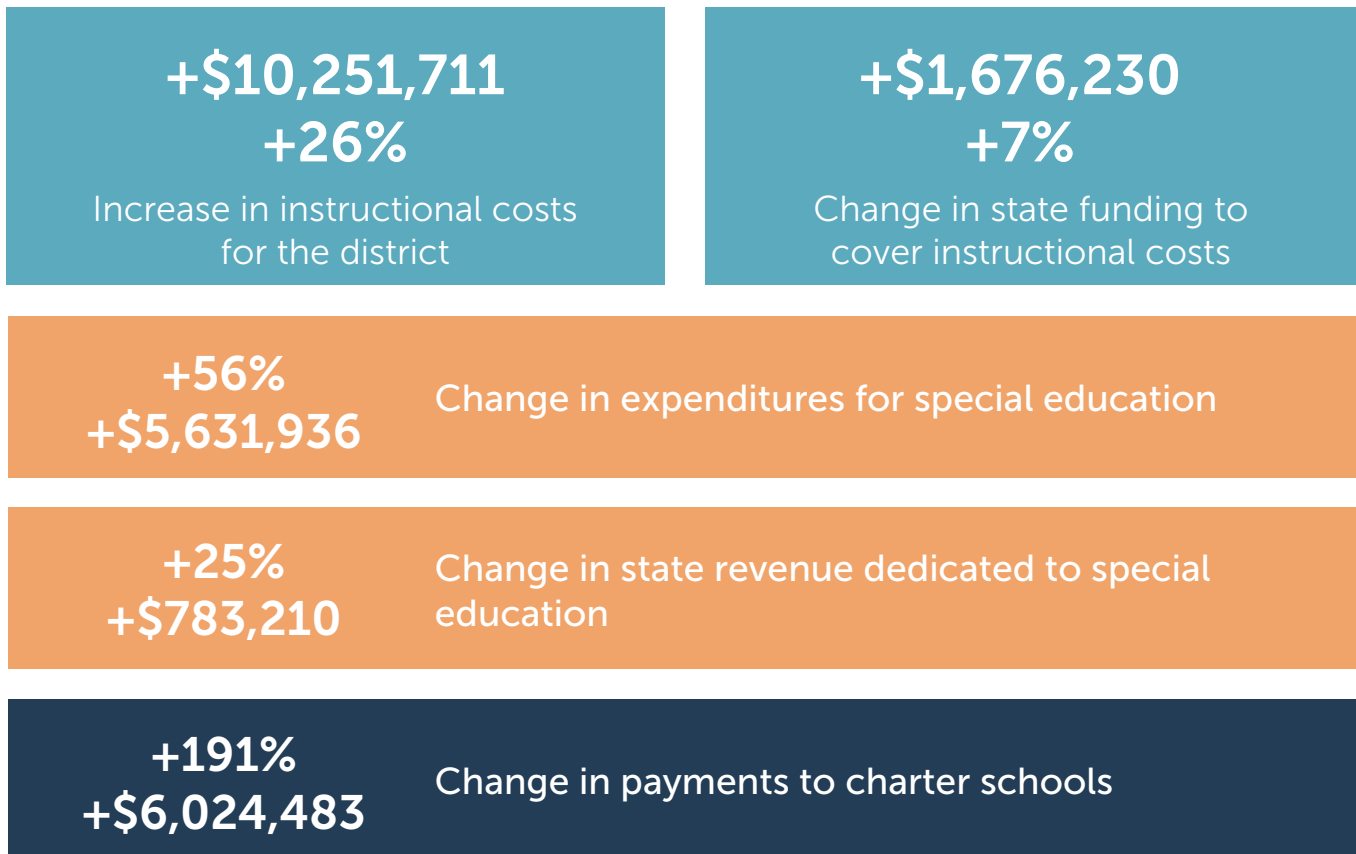 +$10,251,711
+26%
Increase in instructional costs
for the district
+$1,676,230
+7%
Change in state funding to
cover instructional costs
+56%
+$5,631,936
Change in expenditures for special education
+25%
+$783,210
Change in state revenue dedicated to special
education
+191%
+$6,024,483
Change in payments to charter schools